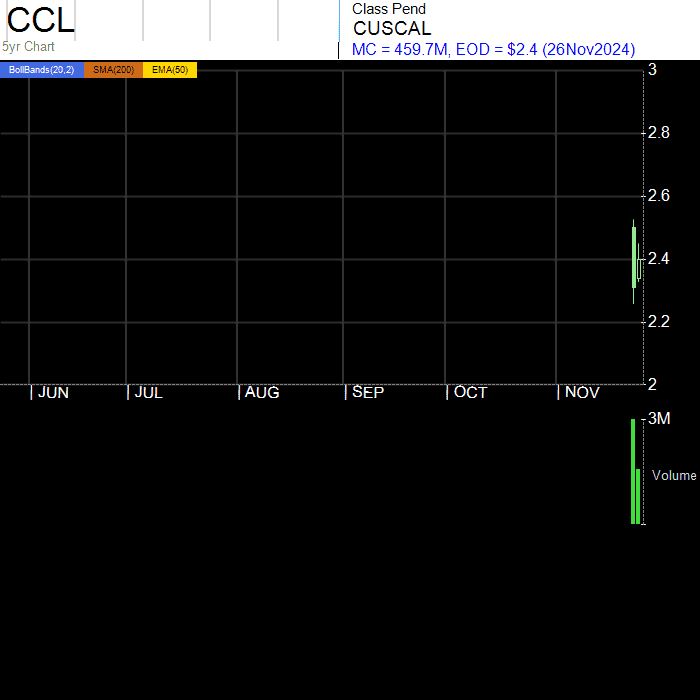 CCL
5yr Chart
Class Pend
CUSCAL
MC = 459.7M, EOD = $2.4 (26Nov2024)
BollBands(20,2) SMA(200) EMA(50)
3
2.8
2.6
2.4
2.2
2
JUN JUL AUG SEP OCT NOV
3M
Volume